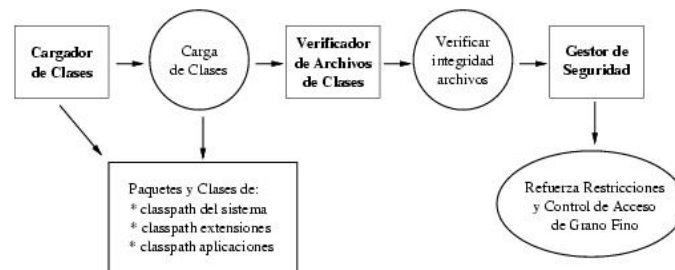 Cargador
de Clases
Carga
de Clases
Verificador
de Archivos
de Clases
Verificar
integridad
archivos
Gestor de
Seguridad
Paquetes y Clases de:
* classpath del sistema
* classpath extensiones
* classpath aplicaciones
Refuerza Restricciones
y Control de Acceso
de Grano Fino